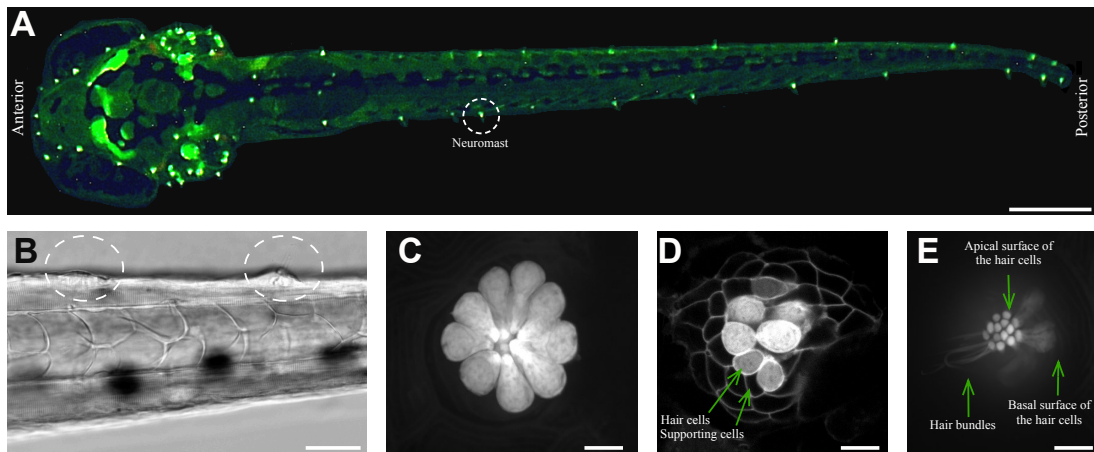 A
Anterior
Neuromast
Posterior
B
C
D
Hair cells
Supporting cells
E
Apical surface of
the hair cells
Hair bundles
Basal surface of
the hair cells